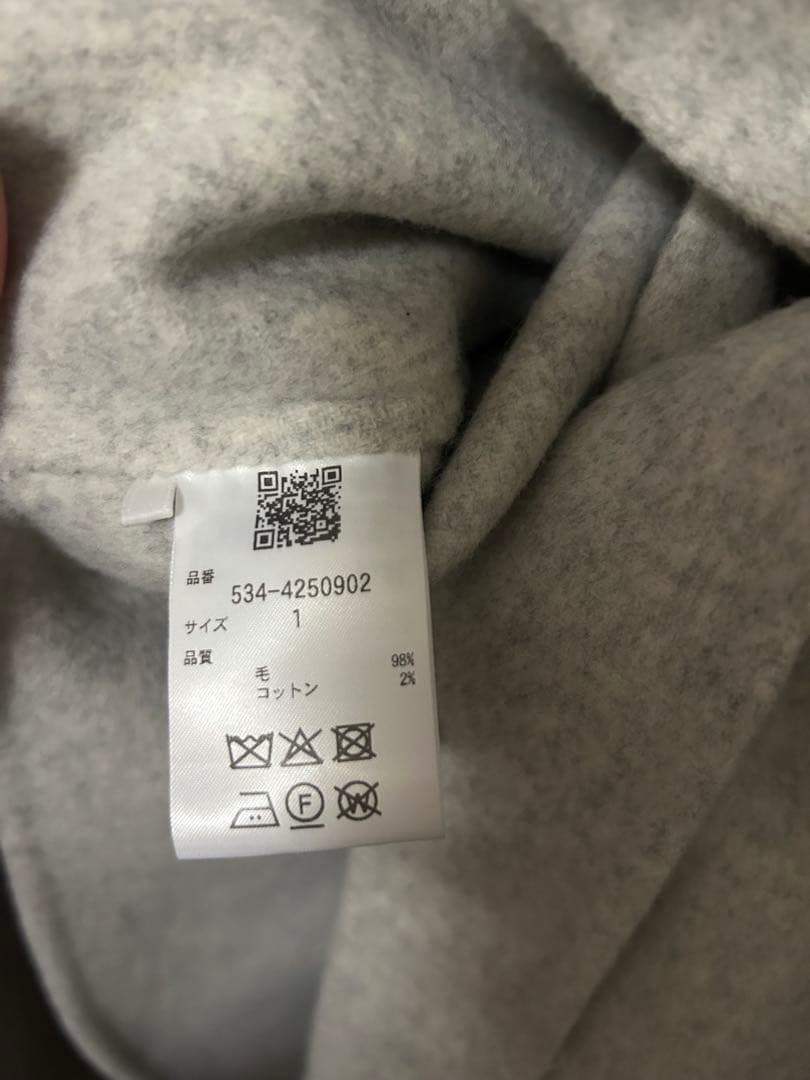 品番
534-4250902
サイズ 1
品質
毛 98%
コットン 2%
F
W